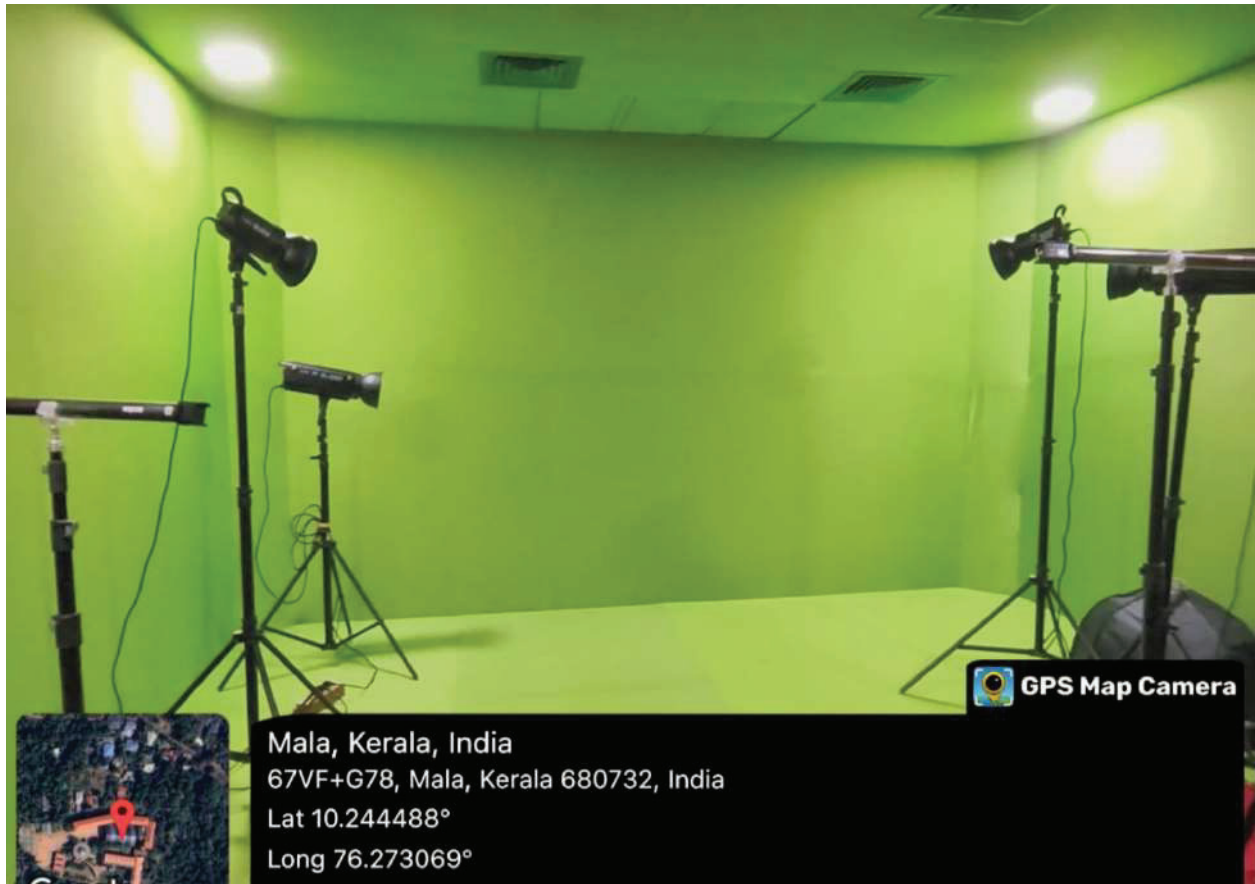 GPS Map Camera
Mala, Kerala, India
67VF+G78, Mala, Kerala 680732, India
Lat 10.244488°
Long 76.273069°